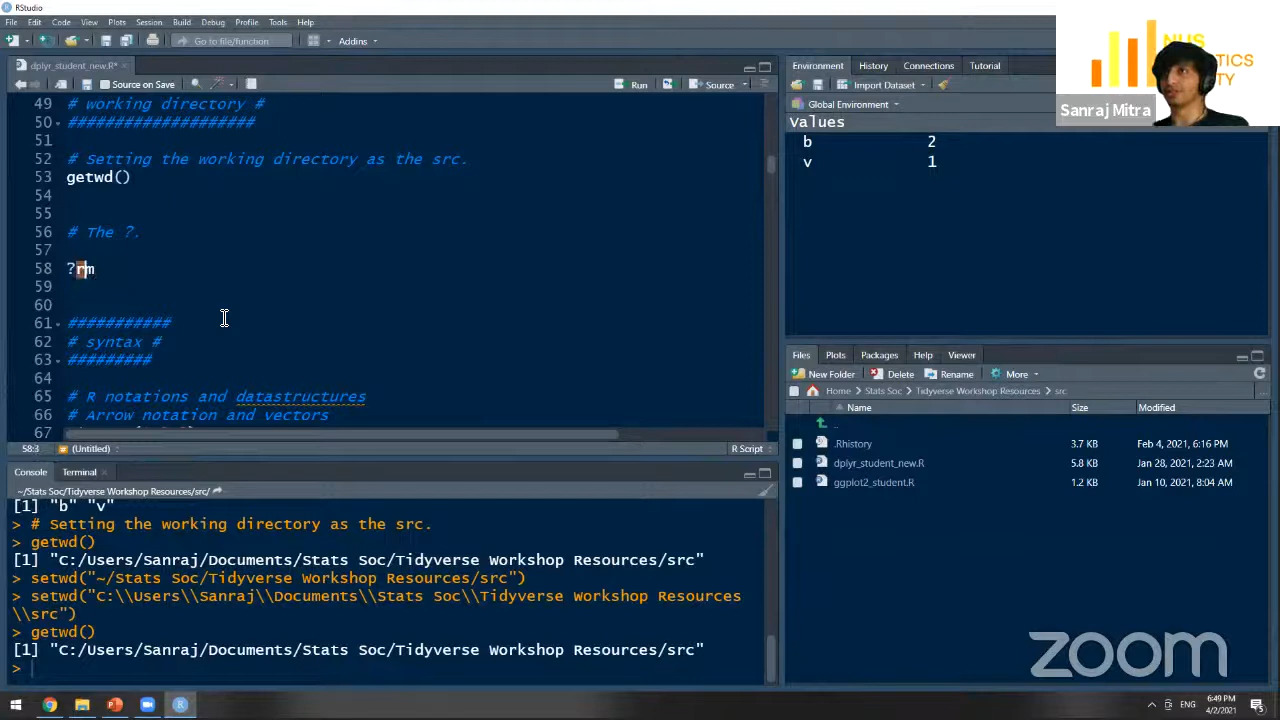 RStudio
File Edit Code View Plots Session Build Debug Profile Tools Help
Go to file/function
Addins
dplyr_student_new.R*
Source on Save
Run
Source
49 # working directory #
50 ####################
51
52 # Setting the working directory as the src.
53 getwd()
54
55
56 # The ?.
57
58 ?rm
59
60
61 ###########
62 # syntax #
63 #########
64
65 # R notations and datastructures
66 # Arrow notation and vectors
67
58:3 (Untitled) R Script
Console Terminal
~/Stats Soc/Tidyverse Workshop Resources/src/
[1] "b" "v"
> # Setting the working directory as the src.
> getwd()
[1] "C:/Users/Sanraj/Documents/Stats Soc/Tidyverse Workshop Resources/src"
> setwd("~/Stats Soc/Tidyverse Workshop Resources/src")
> setwd("C:\\Users\\Sanraj\\Documents\\Stats Soc\\Tidyverse Workshop Resources
\\src")
> getwd()
[1] "C:/Users/Sanraj/Documents/Stats Soc/Tidyverse Workshop Resources/src"
>
Environment History Connections Tutorial
Import Dataset
Global Environment
Values
b 2
v 1
Sanraj Mitra
Files Plots Packages Help Viewer
New Folder Delete Rename More
Home Stats Soc Tidyverse Workshop Resources src
Name Size Modified
..
.Rhistory 3.7 KB Feb 4, 2021, 6:16 PM
dplyr_student_new.R 5.8 KB Jan 28, 2021, 2:23 AM
ggplot2_student.R 1.2 KB Jan 10, 2021, 8:04 AM
zoom
ENG
6:49 PM
4/2/2021
5